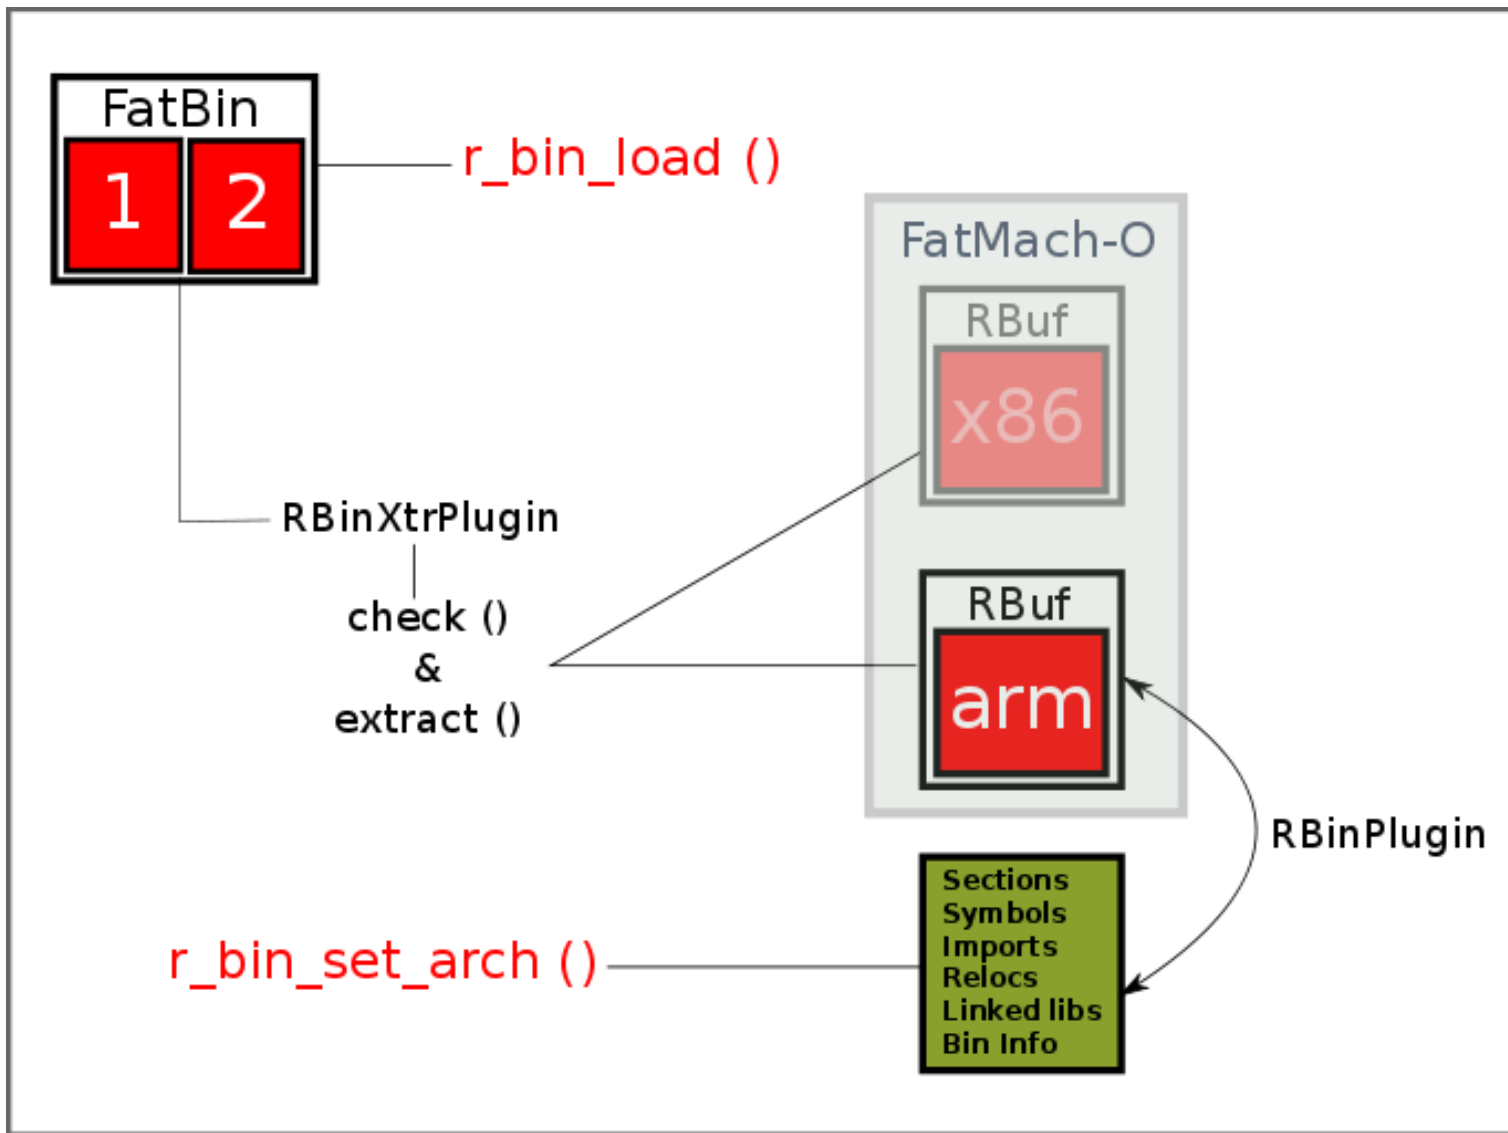 FatBin
1 2
r_bin_load ()
FatMach-O
RBuf
x86
RBinXtrPlugin
check ()
&
extract ()
RBuf
arm
RBinPlugin
Sections
Symbols
Imports
Relocs
Linked libs
Bin Info
r_bin_set_arch ()